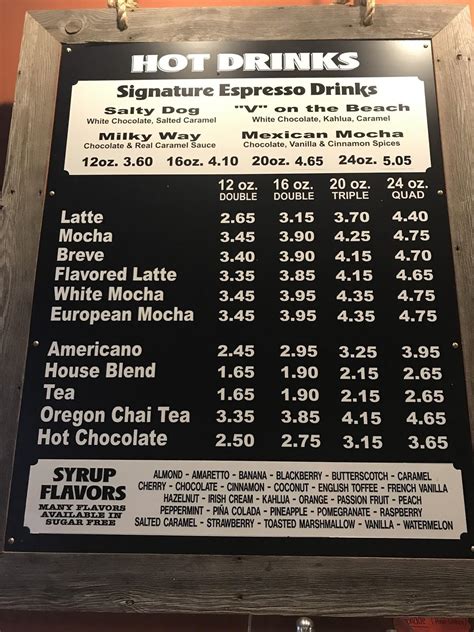 HOT DRINKS
Signature Espresso Drinks
Salty Dog "V" on the Beach
White Chocolate, Salted Caramel White Chocolate, Kahlua, Caramel
Milky Way Mexican Mocha
Chocolate & Real Caramel Sauce Chocolate, Vanilla & Cinnamon Spices
12oz. 3.60 16oz. 4.10 20oz. 4.65 24oz. 5.05
12 oz. 16 oz. 20 oz. 24 oz.
DOUBLE DOUBLE TRIPLE QUAD
Latte 2.65 3.15 3.70 4.40
Mocha 3.45 3.90 4.25 4.75
Breve 3.40 3.90 4.15 4.70
Flavored Latte 3.35 3.85 4.15 4.65
White Mocha 3.45 3.95 4.35 4.75
European Mocha 3.45 3.95 4.35 4.75
Americano 2.45 2.95 3.25 3.95
House Blend 1.65 1.90 2.15 2.65
Tea 1.65 1.90 2.15 2.65
Oregon Chai Tea 3.35 3.85 4.15 4.65
Hot Chocolate 2.50 2.75 3.15 3.65
SYRUP FLAVORS
MANY FLAVORS AVAILABLE IN SUGAR FREE
ALMOND - AMARETTO - BANANA - BLACKBERRY - BUTTERSCOTCH - CARAMEL
CHERRY - CHOCOLATE - CINNAMON - COCONUT - ENGLISH TOFFEE - FRENCH VANILLA
HAZELNUT - IRISH CREAM - KAHLUA - ORANGE - PASSION FRUIT - PEACH
PEPPERMINT - PIÑA COLADA - PINEAPPLE - POMEGRANATE - RASPBERRY
SALTED CARAMEL - STRAWBERRY - TOASTED MARSHMALLOW - VANILLA - WATERMELON